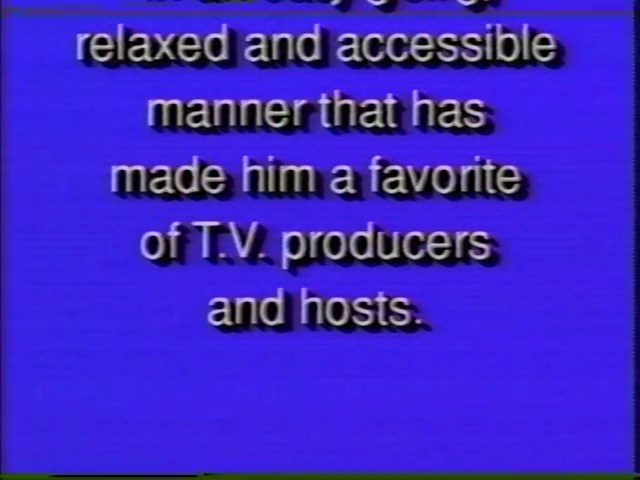 relaxed and accessible
manner that has
made him a favorite
of T.V. producers
and hosts.